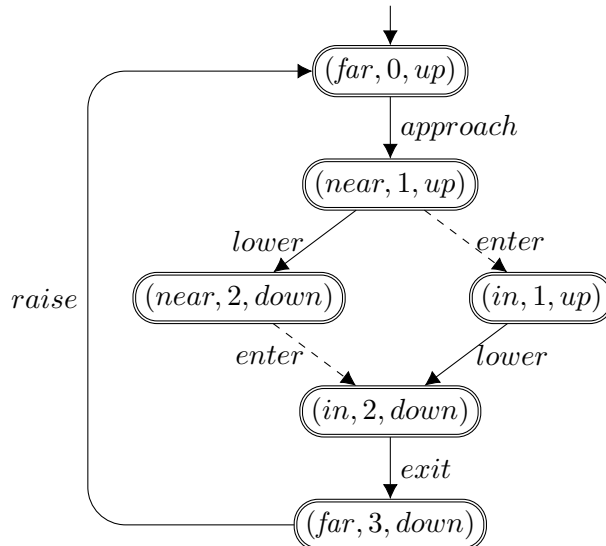 (far, 0, up)
approach
(near, 1, up)
lower
enter
(near, 2, down)
(in, 1, up)
raise
enter
lower
(in, 2, down)
exit
(far, 3, down)